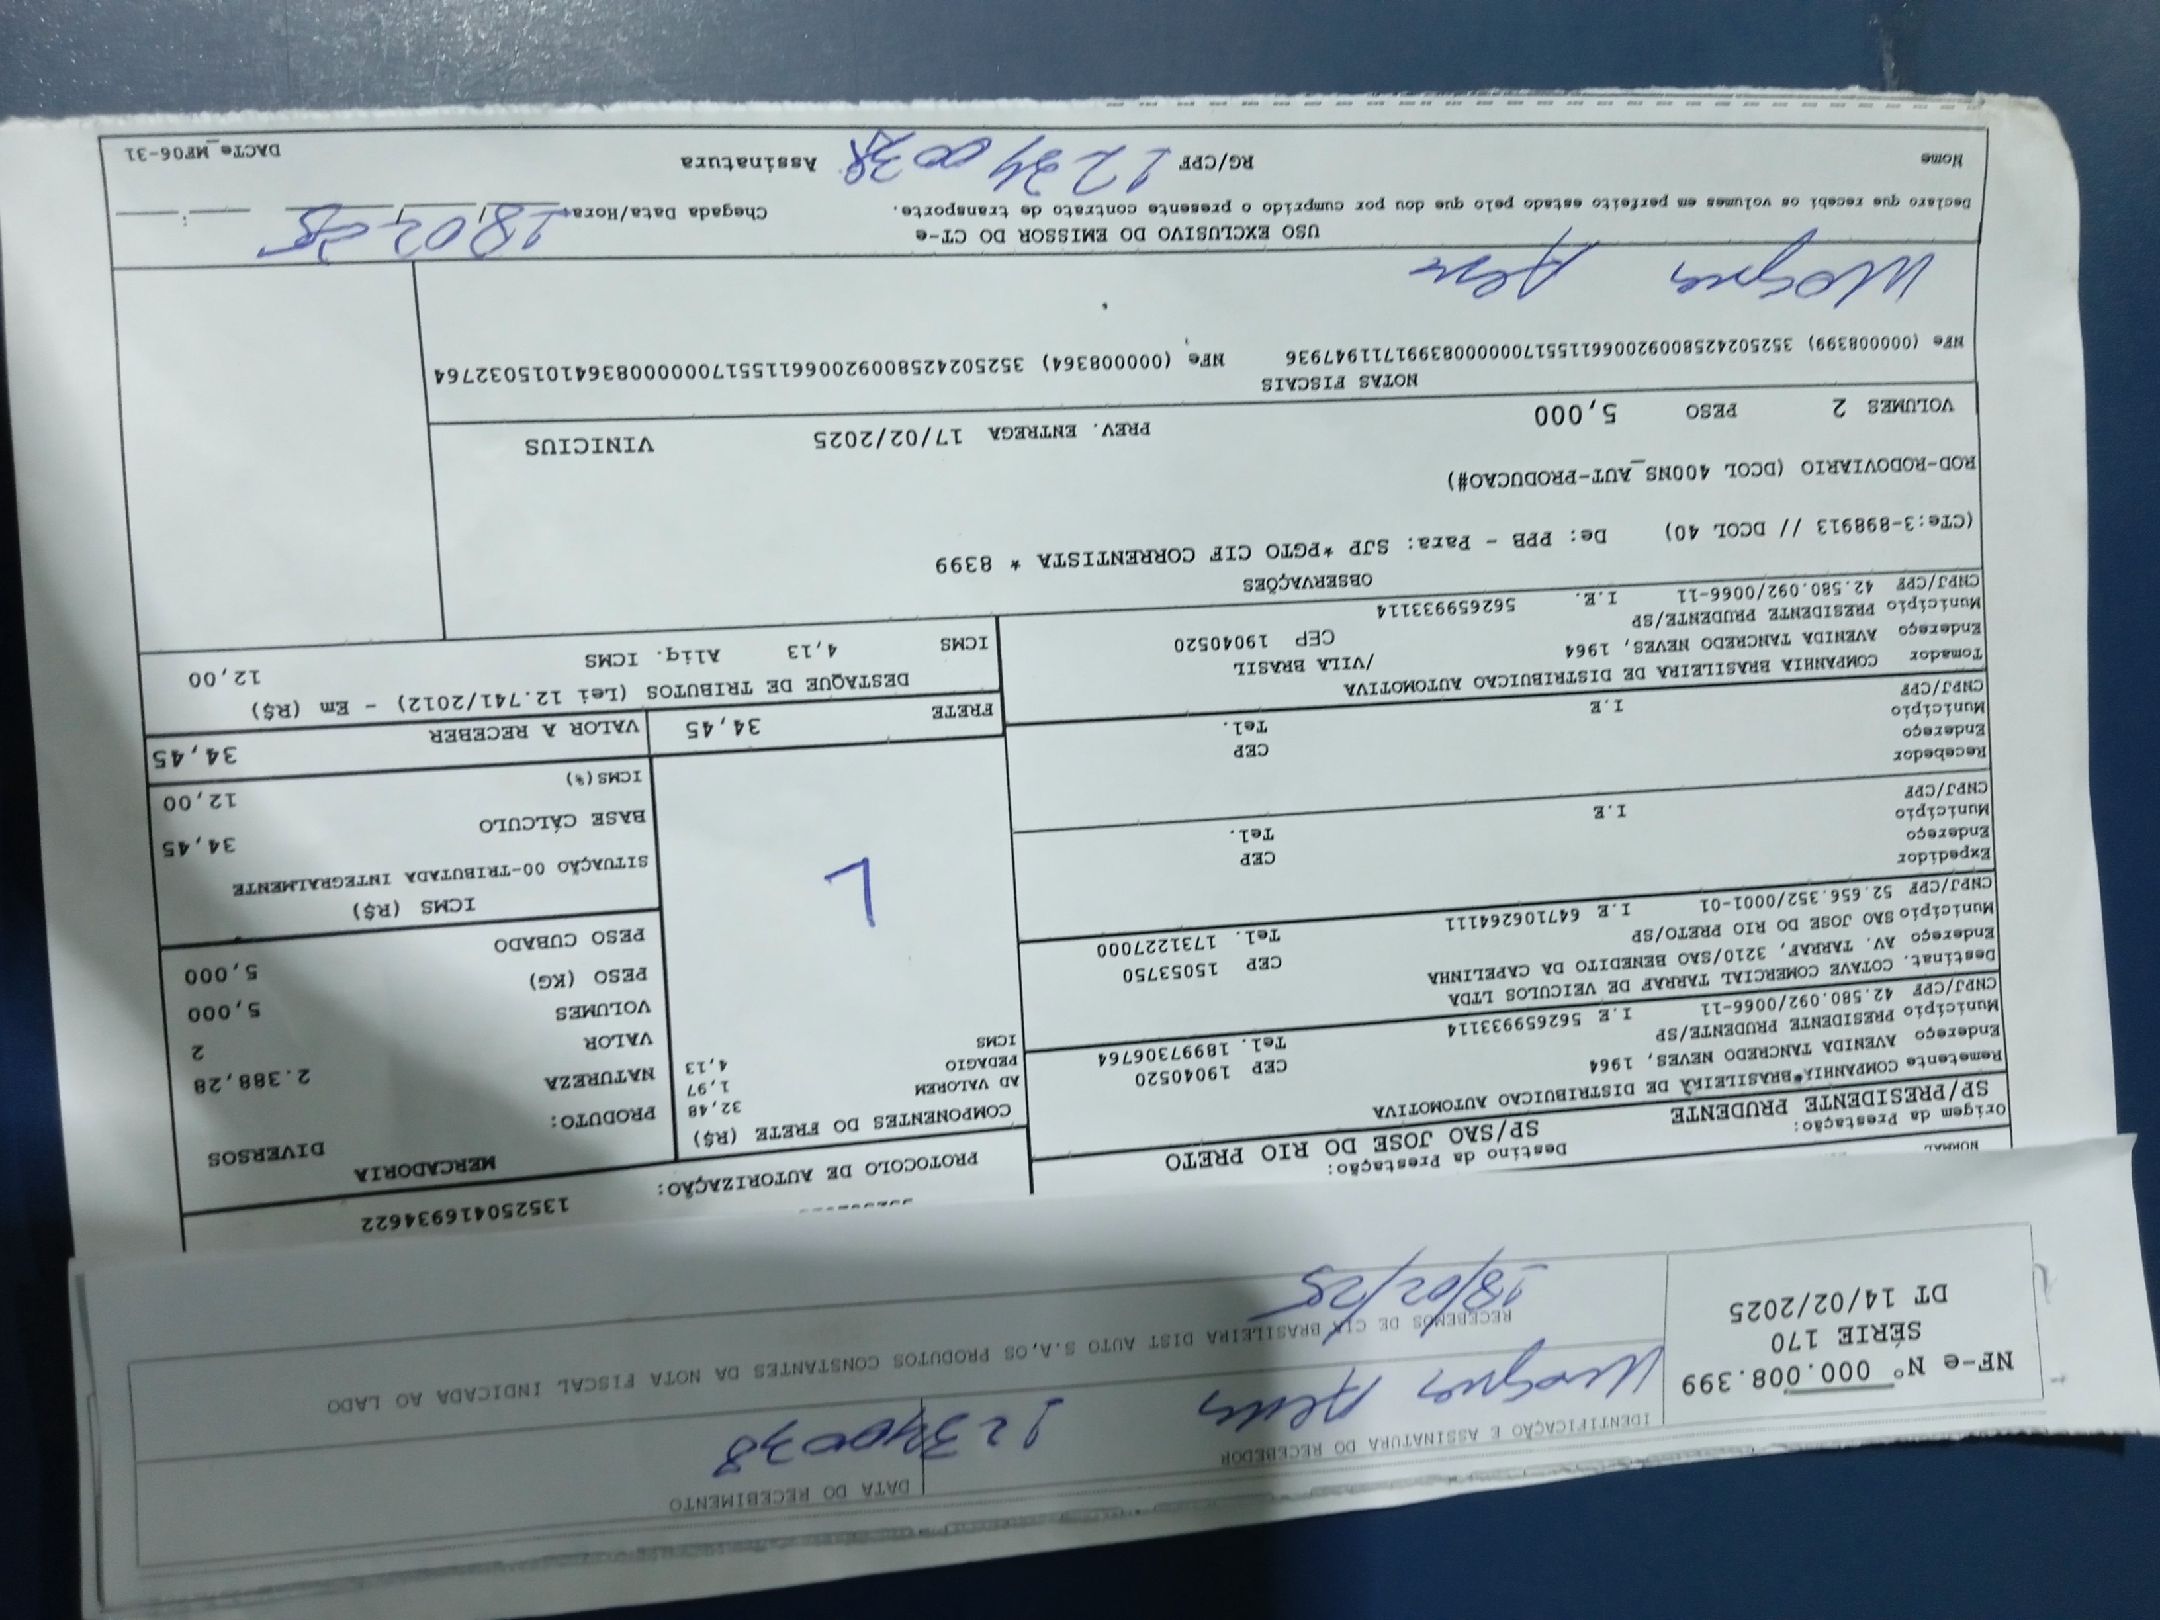 IDENTIFICAÇÃO E ASSINATURA DO RECEBEDOR
DATA DO RECEBIMENTO
NF-e Nº 000.008.399
SÉRIE 170
DT 14/02/2025
12340038
RECEBEMOS DE CIA BRASILEIRA DIST AUTO S.A,OS PRODUTOS CONSTANTES DA NOTA FISCAL INDICADA AO LADO
18/02/25
NORMAL
PROTOCOLO DE AUTORIZAÇÃO:
135250416934622
Origem da Prestação:
SP/PRESIDENTE PRUDENTE
Destino da Prestação:
SP/SAO JOSE DO RIO PRETO
Remetente COMPANHIA BRASILEIRA DE DISTRIBUICAO AUTOMOTIVA
Endereço AVENIDA TANCREDO NEVES, 1964
CEP 19040520
Município PRESIDENTE PRUDENTE/SP
Tel. 18997306764
CNPJ/CPF 42.580.092/0066-11 I.E 562659933114
Destinat. COTAVE COMERCIAL TARRAF DE VEICULOS LTDA
Endereço AV. TARRAF, 3210/SAO BENEDITO DA CAPELINHA
CEP 15053750
Município SAO JOSE DO RIO PRETO/SP
Tel. 1731227000
CNPJ/CPF 52.656.352/0001-01 I.E 647106264111
Expedidor
Endereço CEP
Município Tel.
CNPJ/CPF I.E
Recebedor
Endereço CEP
Município Tel.
CNPJ/CPF I.E
Tomador COMPANHIA BRASILEIRA DE DISTRIBUICAO AUTOMOTIVA
Endereço AVENIDA TANCREDO NEVES, 1964 /VILA BRASIL
Município PRESIDENTE PRUDENTE/SP CEP 19040520
CNPJ/CPF 42.580.092/0066-11 I.E. 562659933114
COMPONENTES DO FRETE (R$)
32,48
AD VALOREM 1,97
PEDAGIO 4,13
ICMS
7
FRETE 34,45
MERCADORIA
PRODUTO: DIVERSOS
NATUREZA 2.388,28
VALOR 2
VOLUMES 5,000
PESO (KG) 5,000
PESO CUBADO
ICMS (R$)
SITUAÇÃO 00-TRIBUTADA INTEGRALMENTE
BASE CÁLCULO 34,45
ICMS(%) 12,00
VALOR A RECEBER 34,45
DESTAQUE DE TRIBUTOS (Lei 12.741/2012) - Em (R$)
ICMS 4,13 Aliq. ICMS 12,00
OBSERVAÇÕES
(CTe:3-898913 // DCOL 40) De: PPB - Para: SJP *PGTO CIF CORRENTISTA * 8399
ROD-RODOVIARIO (DCOL 400NS_AUT-PRODUCAO#)
VOLUMES 2 PESO 5,000 PREV. ENTREGA 17/02/2025 VINICIUS
NOTAS FISCAIS
NFe (00008399) 35250242580092006611551700000083991711947936 NFe (00008364) 35250242580092006611551700000083641015032764
USO EXCLUSIVO DO EMISSOR DO CT-e
Declaro que recebi os volumes em perfeito estado pelo que dou por cumprido o presente contrato de transporte. Chegada Data/Hora: 18 02 25
Nome RG/CPF 12340038 Assinatura DACTe_MF06-31